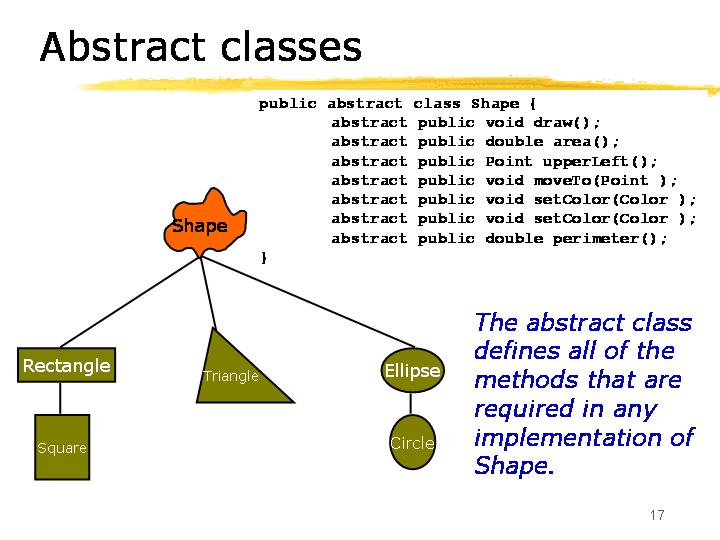 Abstract classes
public abstract class Shape {
abstract public void draw();
abstract public double area();
abstract public Point upperLeft();
abstract public void moveTo(Point );
abstract public void setColor(Color );
abstract public void setColor(Color );
abstract public double perimeter();
}
Shape
Rectangle
Triangle
Ellipse
Square
Circle
The abstract class
defines all of the
methods that are
required in any
implementation of
Shape.
17